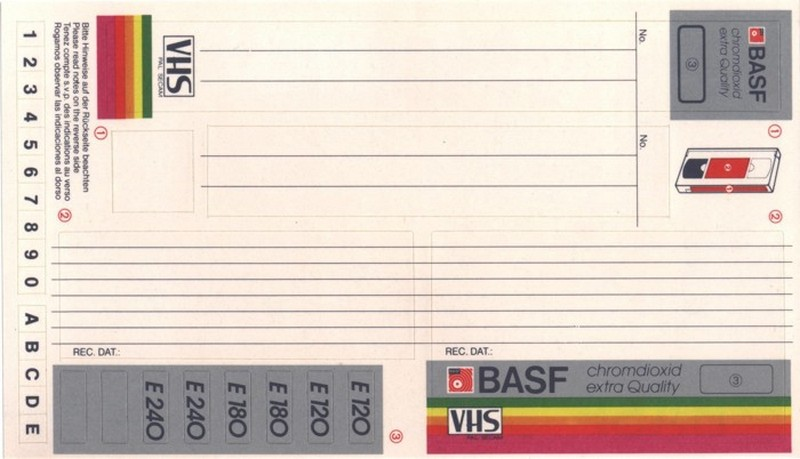 1
2
3
4
5
6
7
8
9
0
A
B
C
D
E
Bitte Hinweise auf der Rückseite beachten
Please read notes on the reverse side
Tenez compte s.v.p. des indications au verso
Rogamos observar las indicaciones al dorso
VHS
PAL SECAM
①
②
No.
No.
BASF
chromdioxid
extra Quality
③
①
②
REC. DAT.:
REC. DAT.:
E 240
E 240
E 180
E 180
E 120
E 120
③
BASF
chromdioxid
extra Quality
③
VHS
PAL SECAM